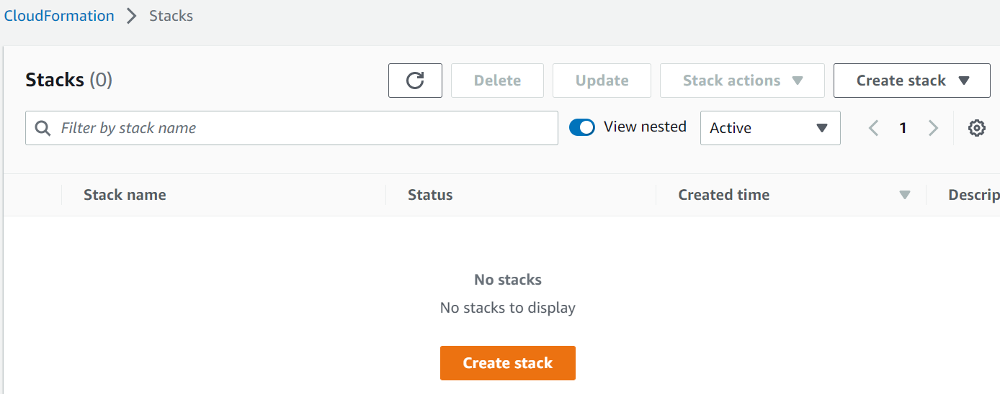 CloudFormation > Stacks
Stacks (0)
Delete
Update
Stack actions
Create stack
Filter by stack name
View nested
Active
1
Stack name
Status
Created time
Descrip
No stacks
No stacks to display
Create stack